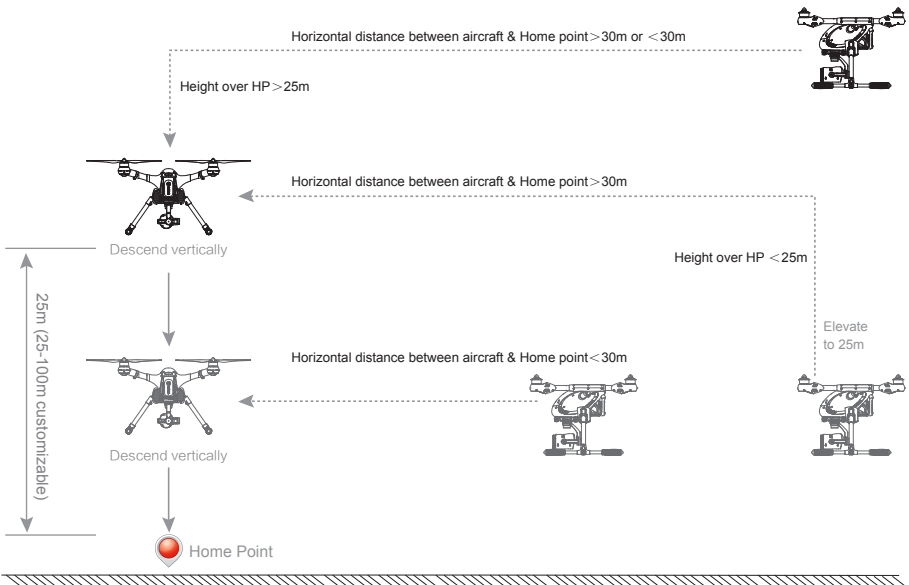 Horizontal distance between aircraft & Home point>30m or <30m
Height over HP>25m
Horizontal distance between aircraft & Home point>30m
Descend vertically
Height over HP <25m
25m (25-100m customizable)
Elevate
to 25m
Horizontal distance between aircraft & Home point<30m
Descend vertically
Home Point